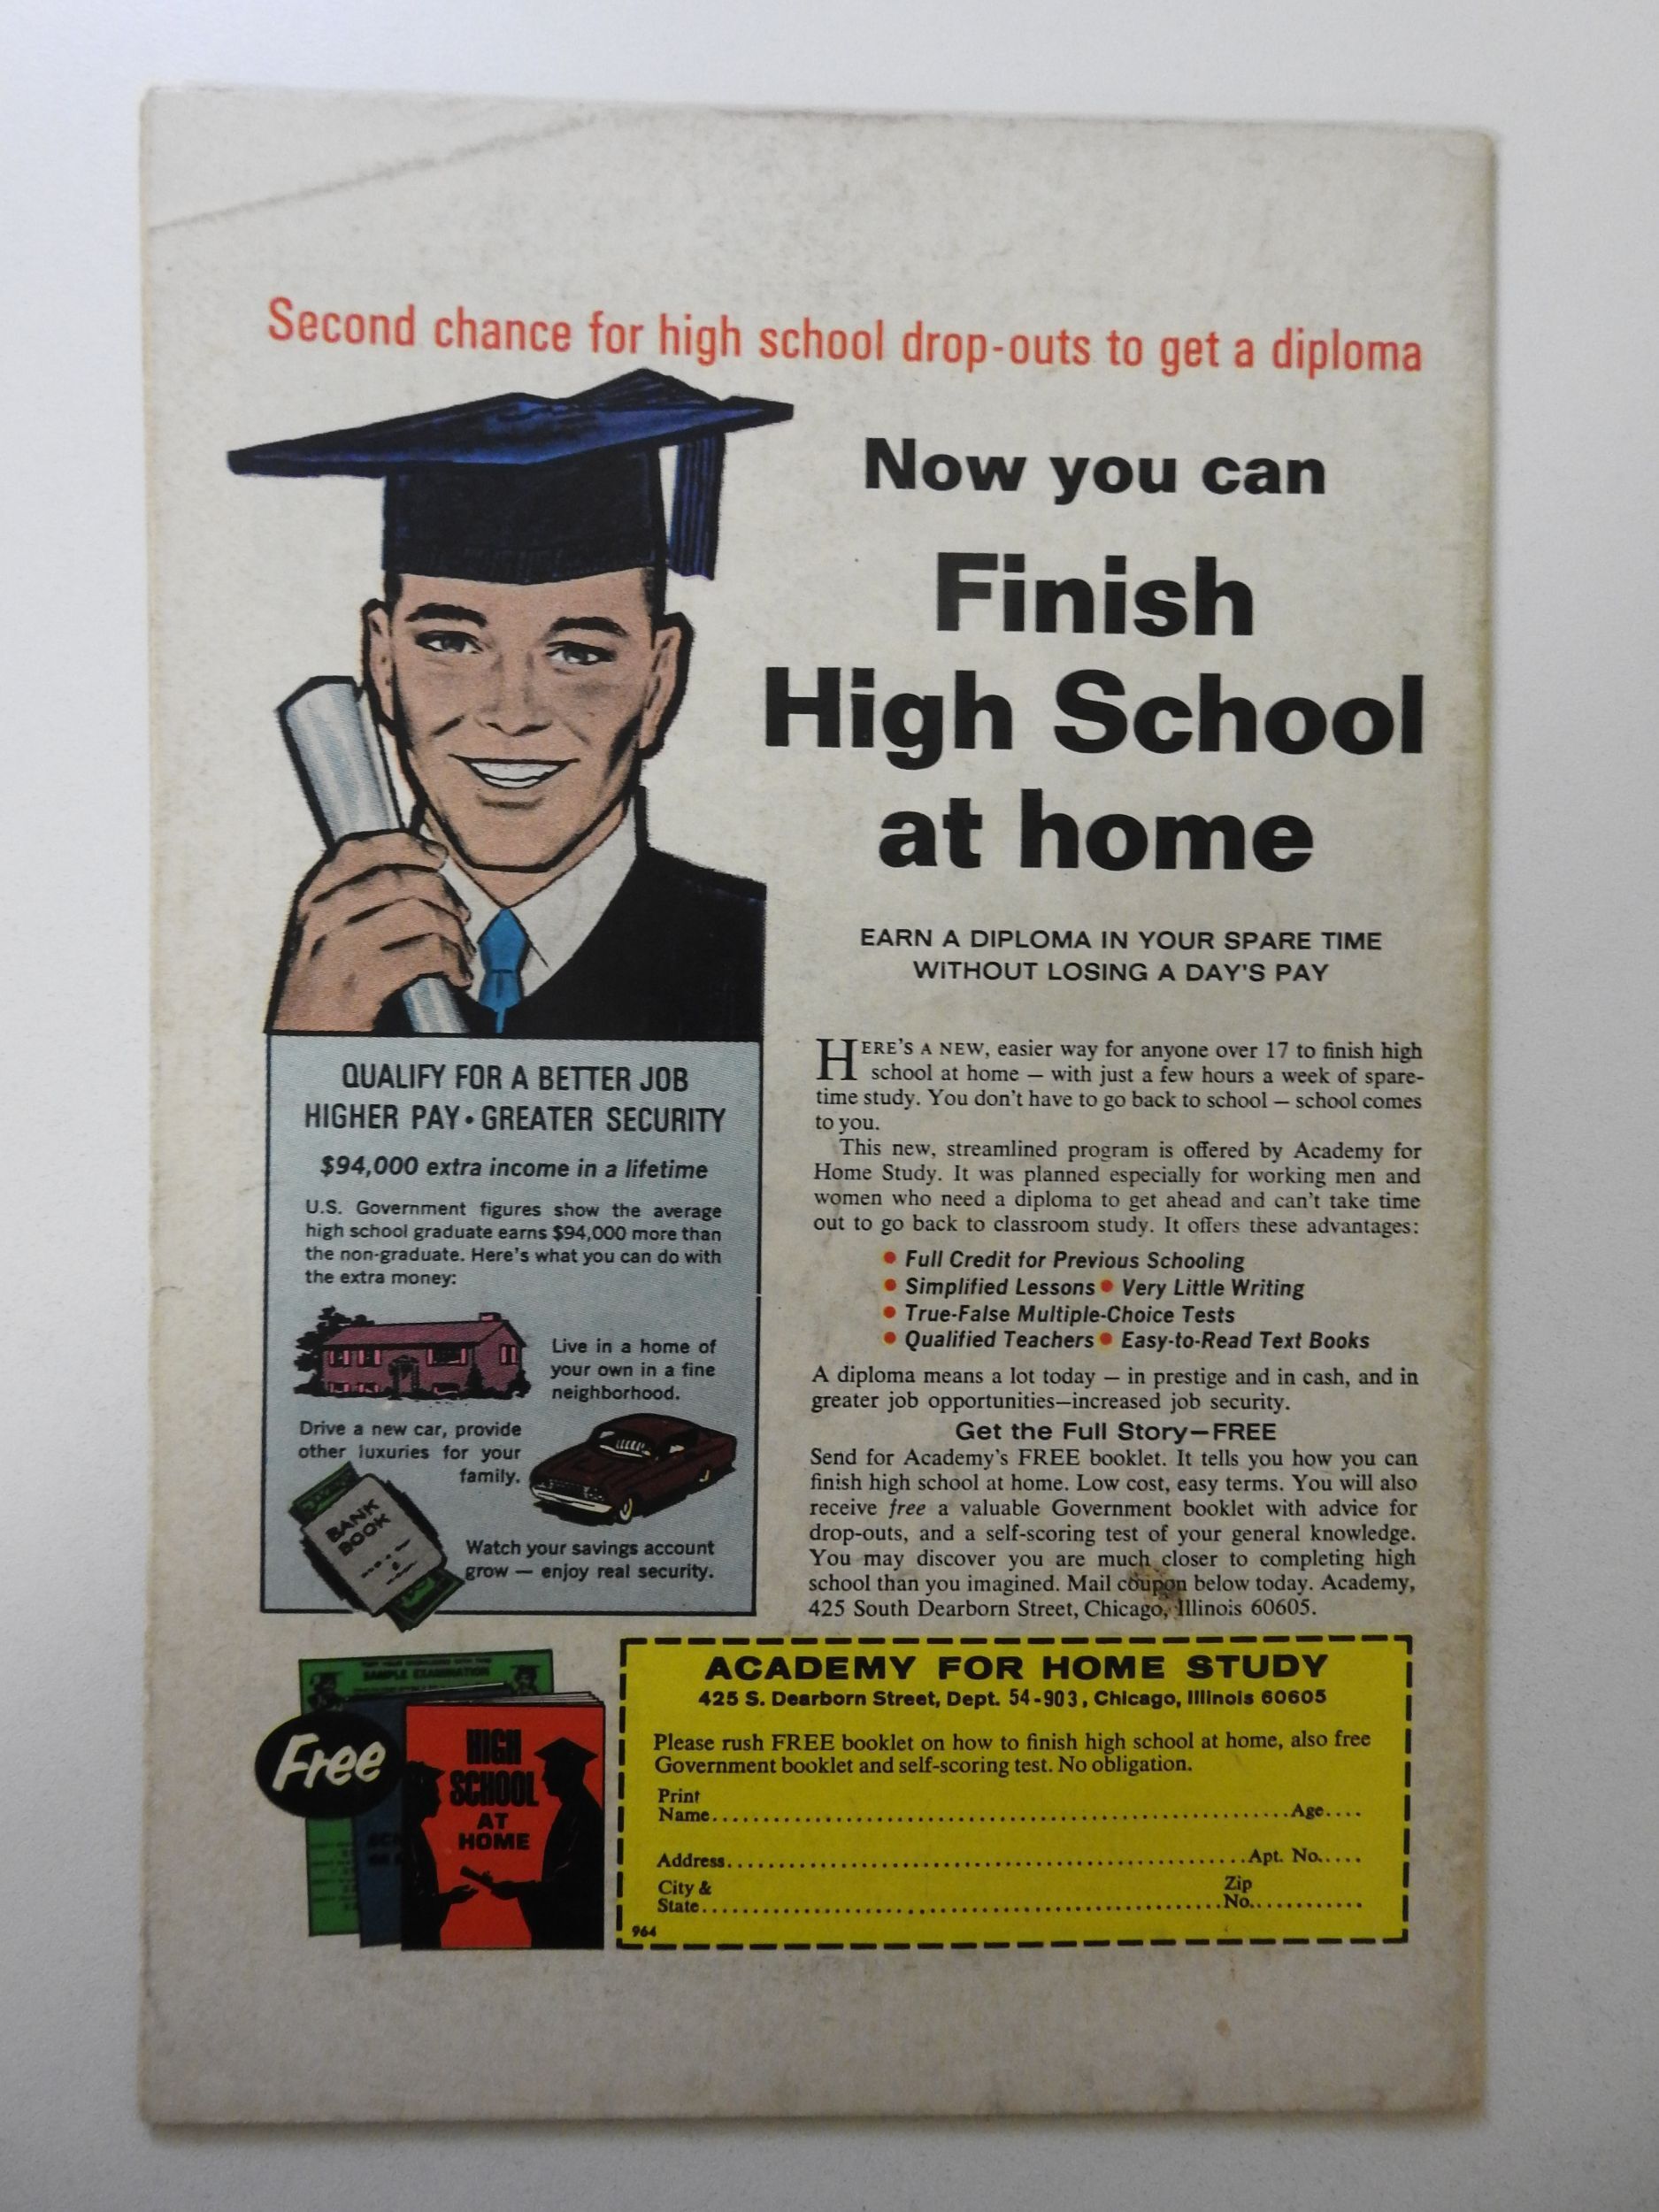 Second chance for high school drop-outs to get a diploma
Now you can
Finish
High School
at home
EARN A DIPLOMA IN YOUR SPARE TIME
WITHOUT LOSING A DAY'S PAY
HERE'S A NEW, easier way for anyone over 17 to finish high
school at home — with just a few hours a week of spare-
time study. You don't have to go back to school — school comes
to you.
This new, streamlined program is offered by Academy for
Home Study. It was planned especially for working men and
women who need a diploma to get ahead and can't take time
out to go back to classroom study. It offers these advantages:
• Full Credit for Previous Schooling
• Simplified Lessons • Very Little Writing
• True-False Multiple-Choice Tests
• Qualified Teachers • Easy-to-Read Text Books
A diploma means a lot today — in prestige and in cash, and in
greater job opportunities—increased job security.
Get the Full Story—FREE
Send for Academy's FREE booklet. It tells you how you can
finish high school at home. Low cost, easy terms. You will also
receive free a valuable Government booklet with advice for
drop-outs, and a self-scoring test of your general knowledge.
You may discover you are much closer to completing high
school than you imagined. Mail coupon below today. Academy,
425 South Dearborn Street, Chicago, Illinois 60605.
QUALIFY FOR A BETTER JOB
HIGHER PAY • GREATER SECURITY
$94,000 extra income in a lifetime
U.S. Government figures show the average
high school graduate earns $94,000 more than
the non-graduate. Here's what you can do with
the extra money:
Live in a home of
your own in a fine
neighborhood.
Drive a new car, provide
other luxuries for your
family.
BANK
BOOK
Watch your savings account
grow — enjoy real security.
SAMPLE EXAMINATION
Free
HIGH
SCHOOL
AT
HOME
ACADEMY FOR HOME STUDY
425 S. Dearborn Street, Dept. 54-903, Chicago, Illinois 60605
Please rush FREE booklet on how to finish high school at home, also free
Government booklet and self-scoring test. No obligation.
Print
Name..........Age....
Address..........Apt. No.....
City & Zip
State..........No...........
964